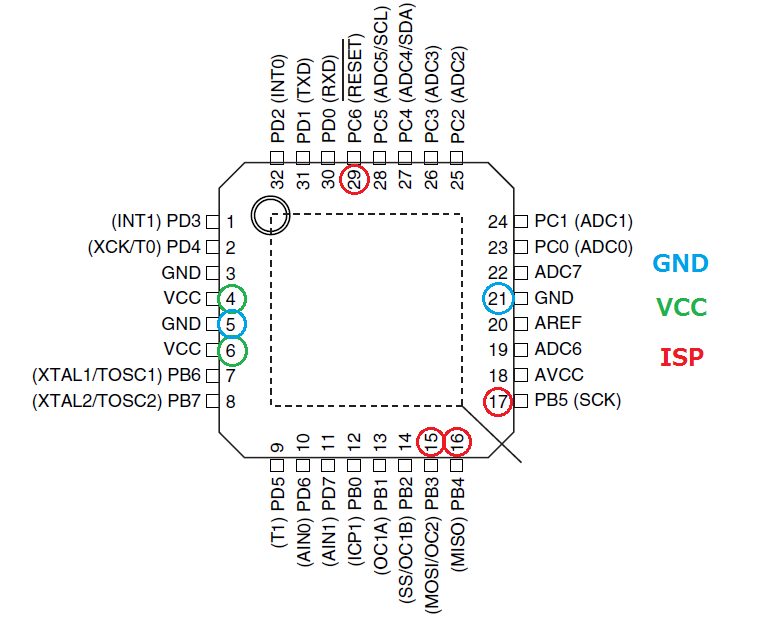 PD2 (INT0)
PD1 (TXD)
PD0 (RXD)
PC6 (RESET)
PC5 (ADC5/SCL)
PC4 (ADC4/SDA)
PC3 (ADC3)
PC2 (ADC2)
32
31
30
29
28
27
26
25
(INT1) PD3 1
(XCK/T0) PD4 2
GND 3
VCC 4
GND 5
VCC 6
(XTAL1/TOSC1) PB6 7
(XTAL2/TOSC2) PB7 8
24 PC1 (ADC1)
23 PC0 (ADC0)
22 ADC7
21 GND
20 AREF
19 ADC6
18 AVCC
17 PB5 (SCK)
GND
VCC
ISP
9
10
11
12
13
14
15
16
(T1) PD5
(AIN0) PD6
(AIN1) PD7
(ICP1) PB0
(OC1A) PB1
(SS/OC1B) PB2
(MOSI/OC2) PB3
(MISO) PB4